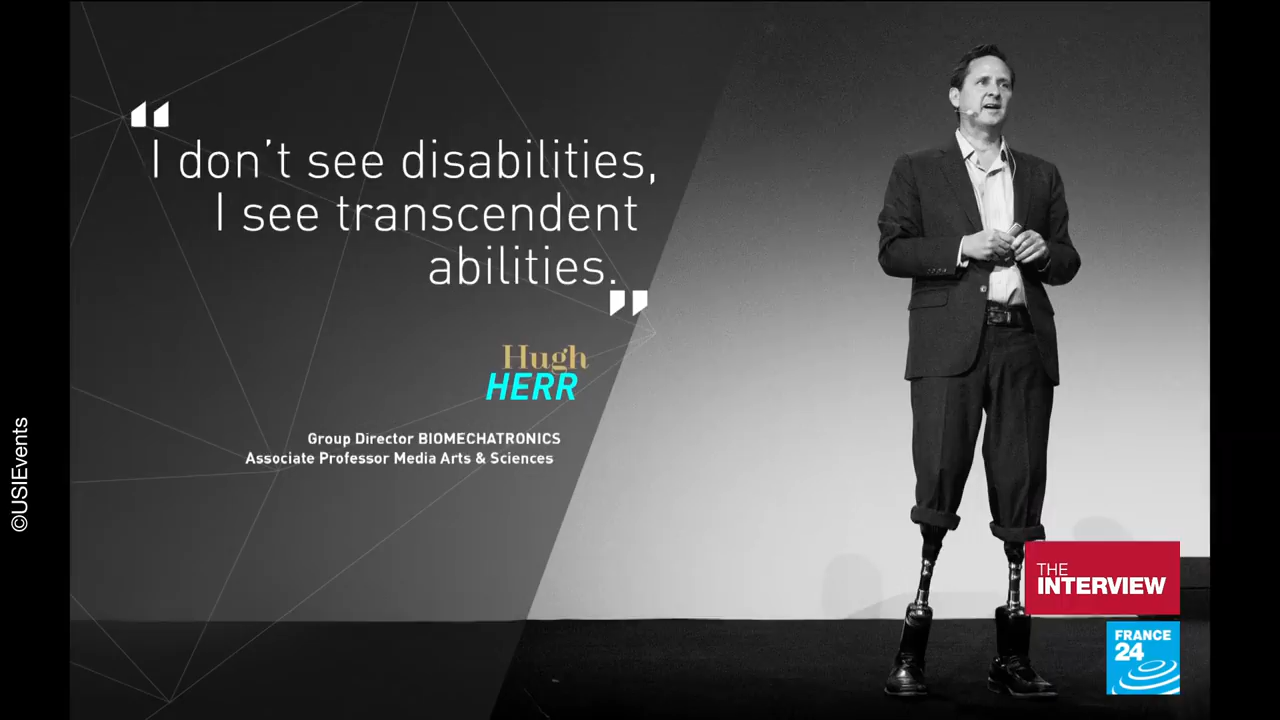 “
I don’t see disabilities,
I see transcendent
abilities.
”
Hugh
HERR
Group Director BIOMECHATRONICS
Associate Professor Media Arts & Sciences
©USIEvents
THE
INTERVIEW
FRANCE
24